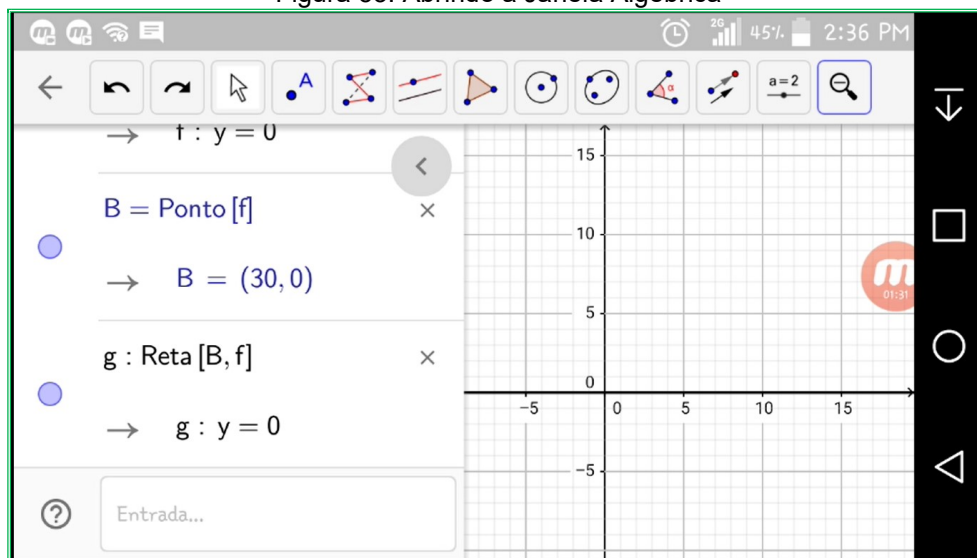 2G 45% 2:36 PM
A α a=2
→ f : y = 0
B = Ponto [f] ×
→ B = (30, 0)
g : Reta [B, f] ×
→ g : y = 0
Entrada...
15
10
5
0
-5 0 5 10 15
-5
01:31